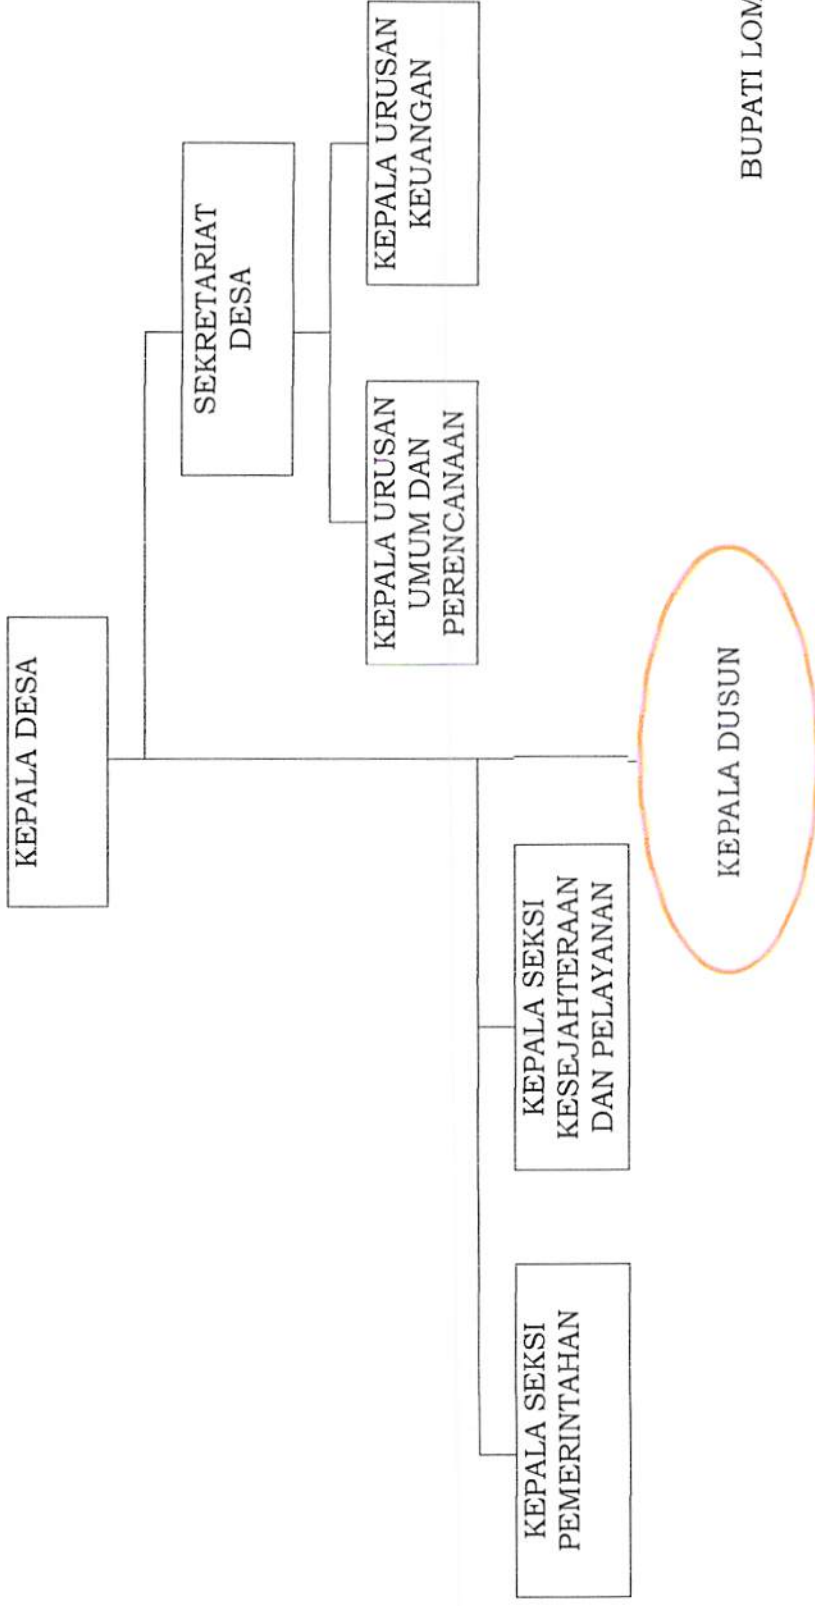 KEPALA DESA
SEKRETARIAT
DESA
KEPALA URUSAN
UMUM DAN
PERENCANAAN
KEPALA URUSAN
KEUANGAN
KEPALA SEKSI
PEMERINTAHAN
KEPALA SEKSI
KESEJAHTERAAN
DAN PELAYANAN
KEPALA DUSUN
BUPATI LOM